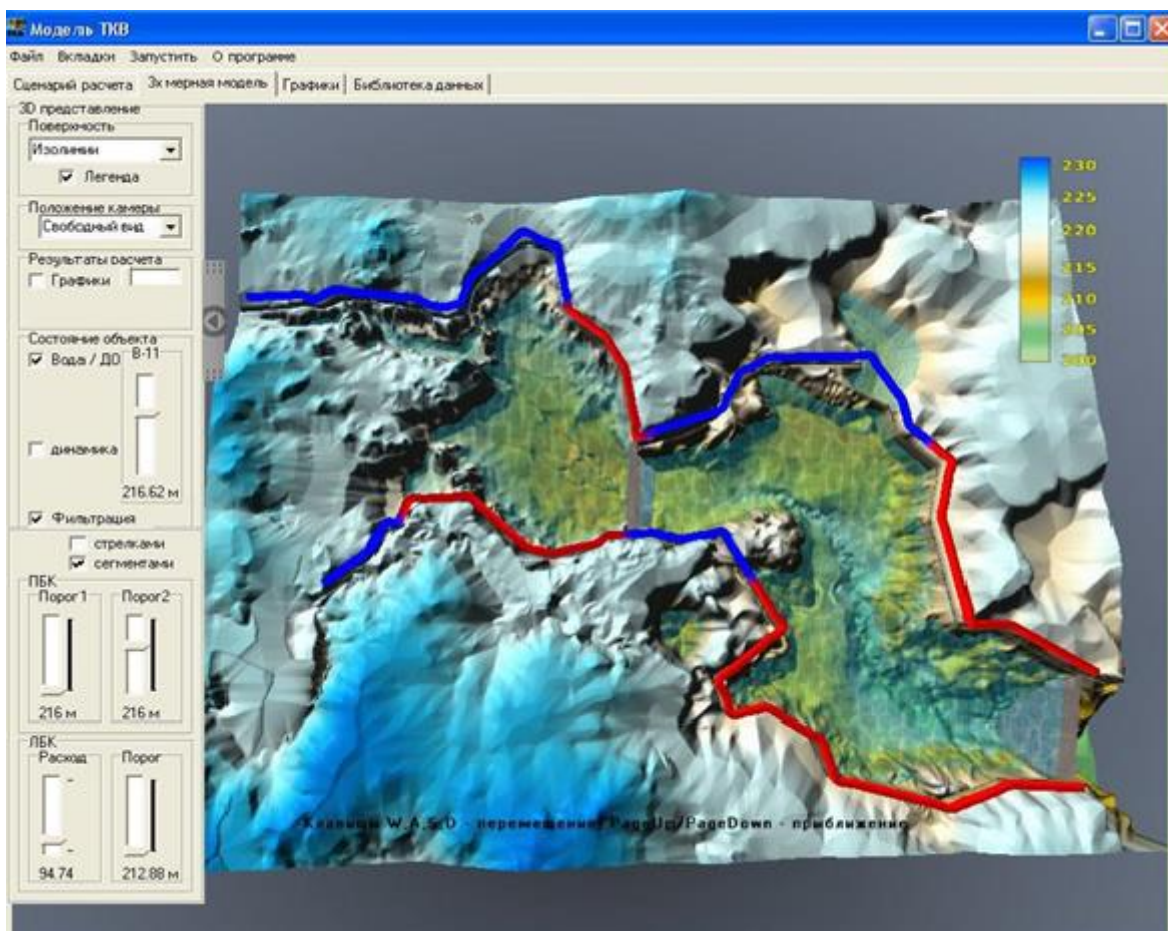 Модель ТКВ
Файл Вкладки Запустить О программе
Сценарий расчета Зх мерная модель Графики Библиотека данных
3D представление
Поверхность
Изолинии
Легенда
Положение камеры
Свободный вид
Результаты расчета
Графики
Состояние объекта
Вода / ДО В-11
динамика
216.62 м
Фильтрация
стрелками
сегментами
ПБК
Порог1 Порог2
216 м 216 м
ЛБК
Расход Порог
94.74 212.88 м
230
225
220
215
210
205
200
Клавиши W,A,S,D - перемещение, PageUp/PageDown - приближение